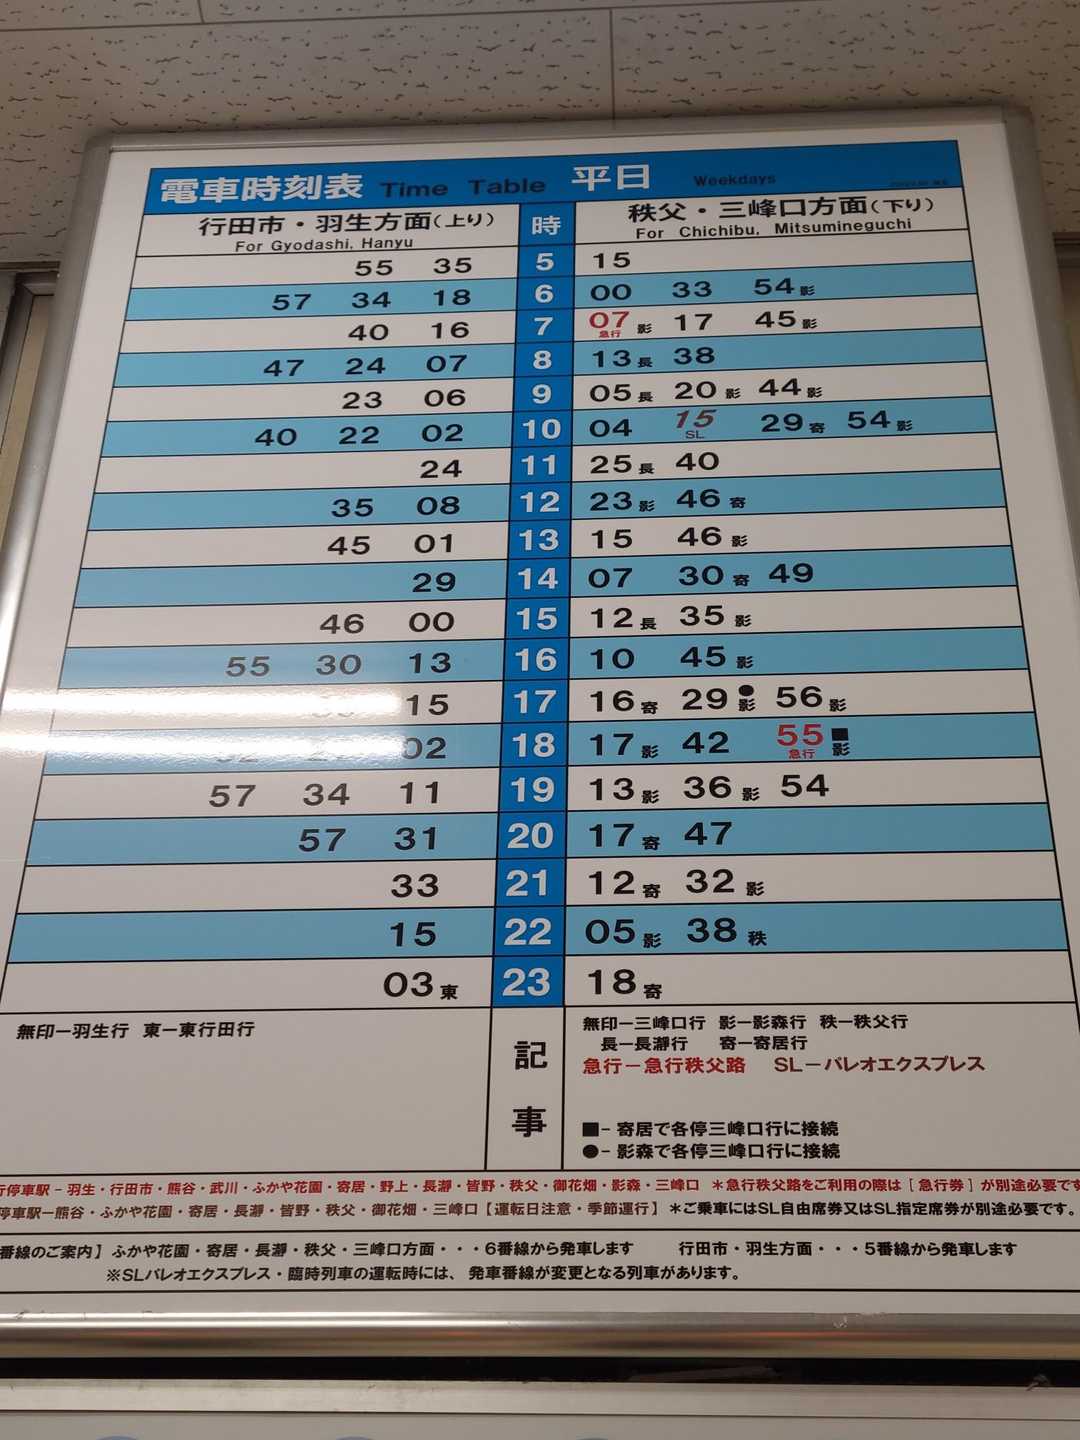 電車時刻表 Time Table 平日 Weekdays
行田市・羽生方面(上り) 時 秩父・三峰口方面(下り)
For Gyodashi, Hanyu For Chichibu, Mitsumineguchi
55 35 5 15
57 34 18 6 00 33 54影
40 16 7 07急行影 17 45影
47 24 07 8 13長 38
23 06 9 05長 20影 44影
40 22 02 10 04 15SL 29寄 54影
24 11 25長 40
35 08 12 23影 46寄
45 01 13 15 46影
29 14 07 30寄 49
46 00 15 12長 35影
55 30 13 16 10 45影
15 17 16寄 29●影 56影
02 18 17影 42 55急行■影
57 34 11 19 13影 36影 54
57 31 20 17寄 47
33 21 12寄 32影
15 22 05影 38秩
03東 23 18寄
無印ー羽生行 東ー東行田行
記事
無印ー三峰口行 影ー影森行 秩ー秩父行
長ー長瀞行 寄ー寄居行
急行ー急行秩父路 SLーパレオエクスプレス
■- 寄居で各停三峰口行に接続
●- 影森で各停三峰口行に接続
行停車駅-羽生・行田市・熊谷・武川・ふかや花園・寄居・野上・長瀞・皆野・秩父・御花畑・影森・三峰口 *急行秩父路をご利用の際は[急行券]が別途必要です
停車駅ー熊谷・ふかや花園・寄居・長瀞・皆野・秩父・御花畑・三峰口【運転日注意・季節運行】 *ご乗車にはSL自由席券又はSL指定席券が別途必要です。
番線のご案内】ふかや花園・寄居・長瀞・秩父・三峰口方面・・・6番線から発車します 行田市・羽生方面・・・5番線から発車します
※SLパレオエクスプレス・臨時列車の運転時には、発車番線が変更となる列車があります。